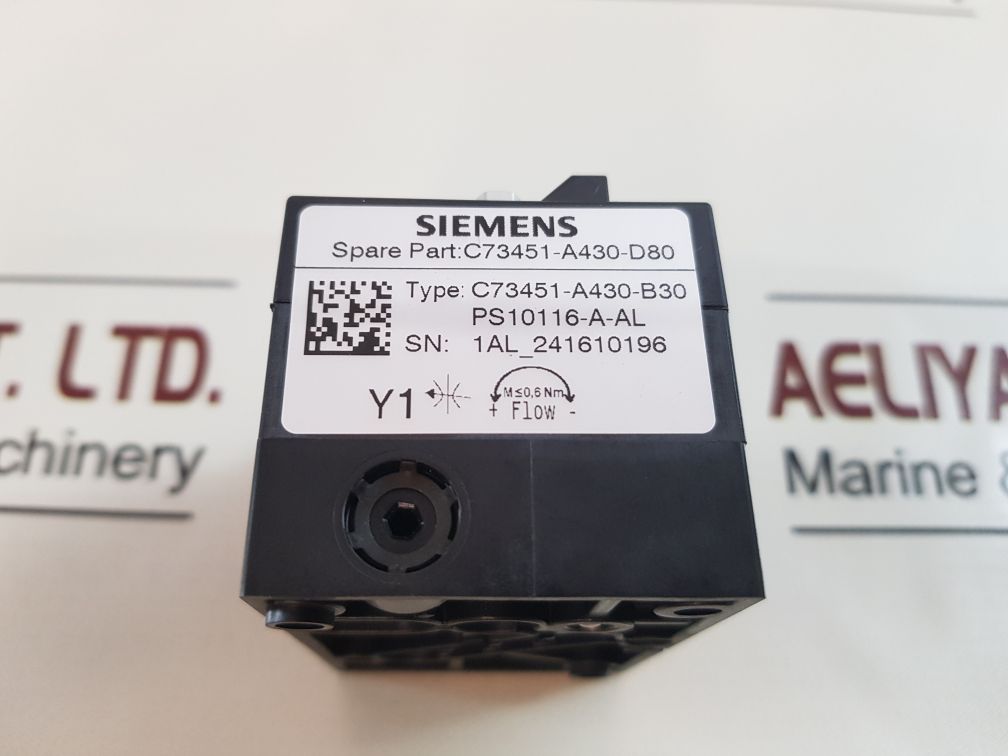 SIEMENS
Spare Part:C73451-A430-D80
Type: C73451-A430-B30
PS10116-A-AL
SN: 1AL_241610196
Y1
M≤0,6 Nm
+ Flow -
T. LTD.
chinery
AELIYA
Marine &